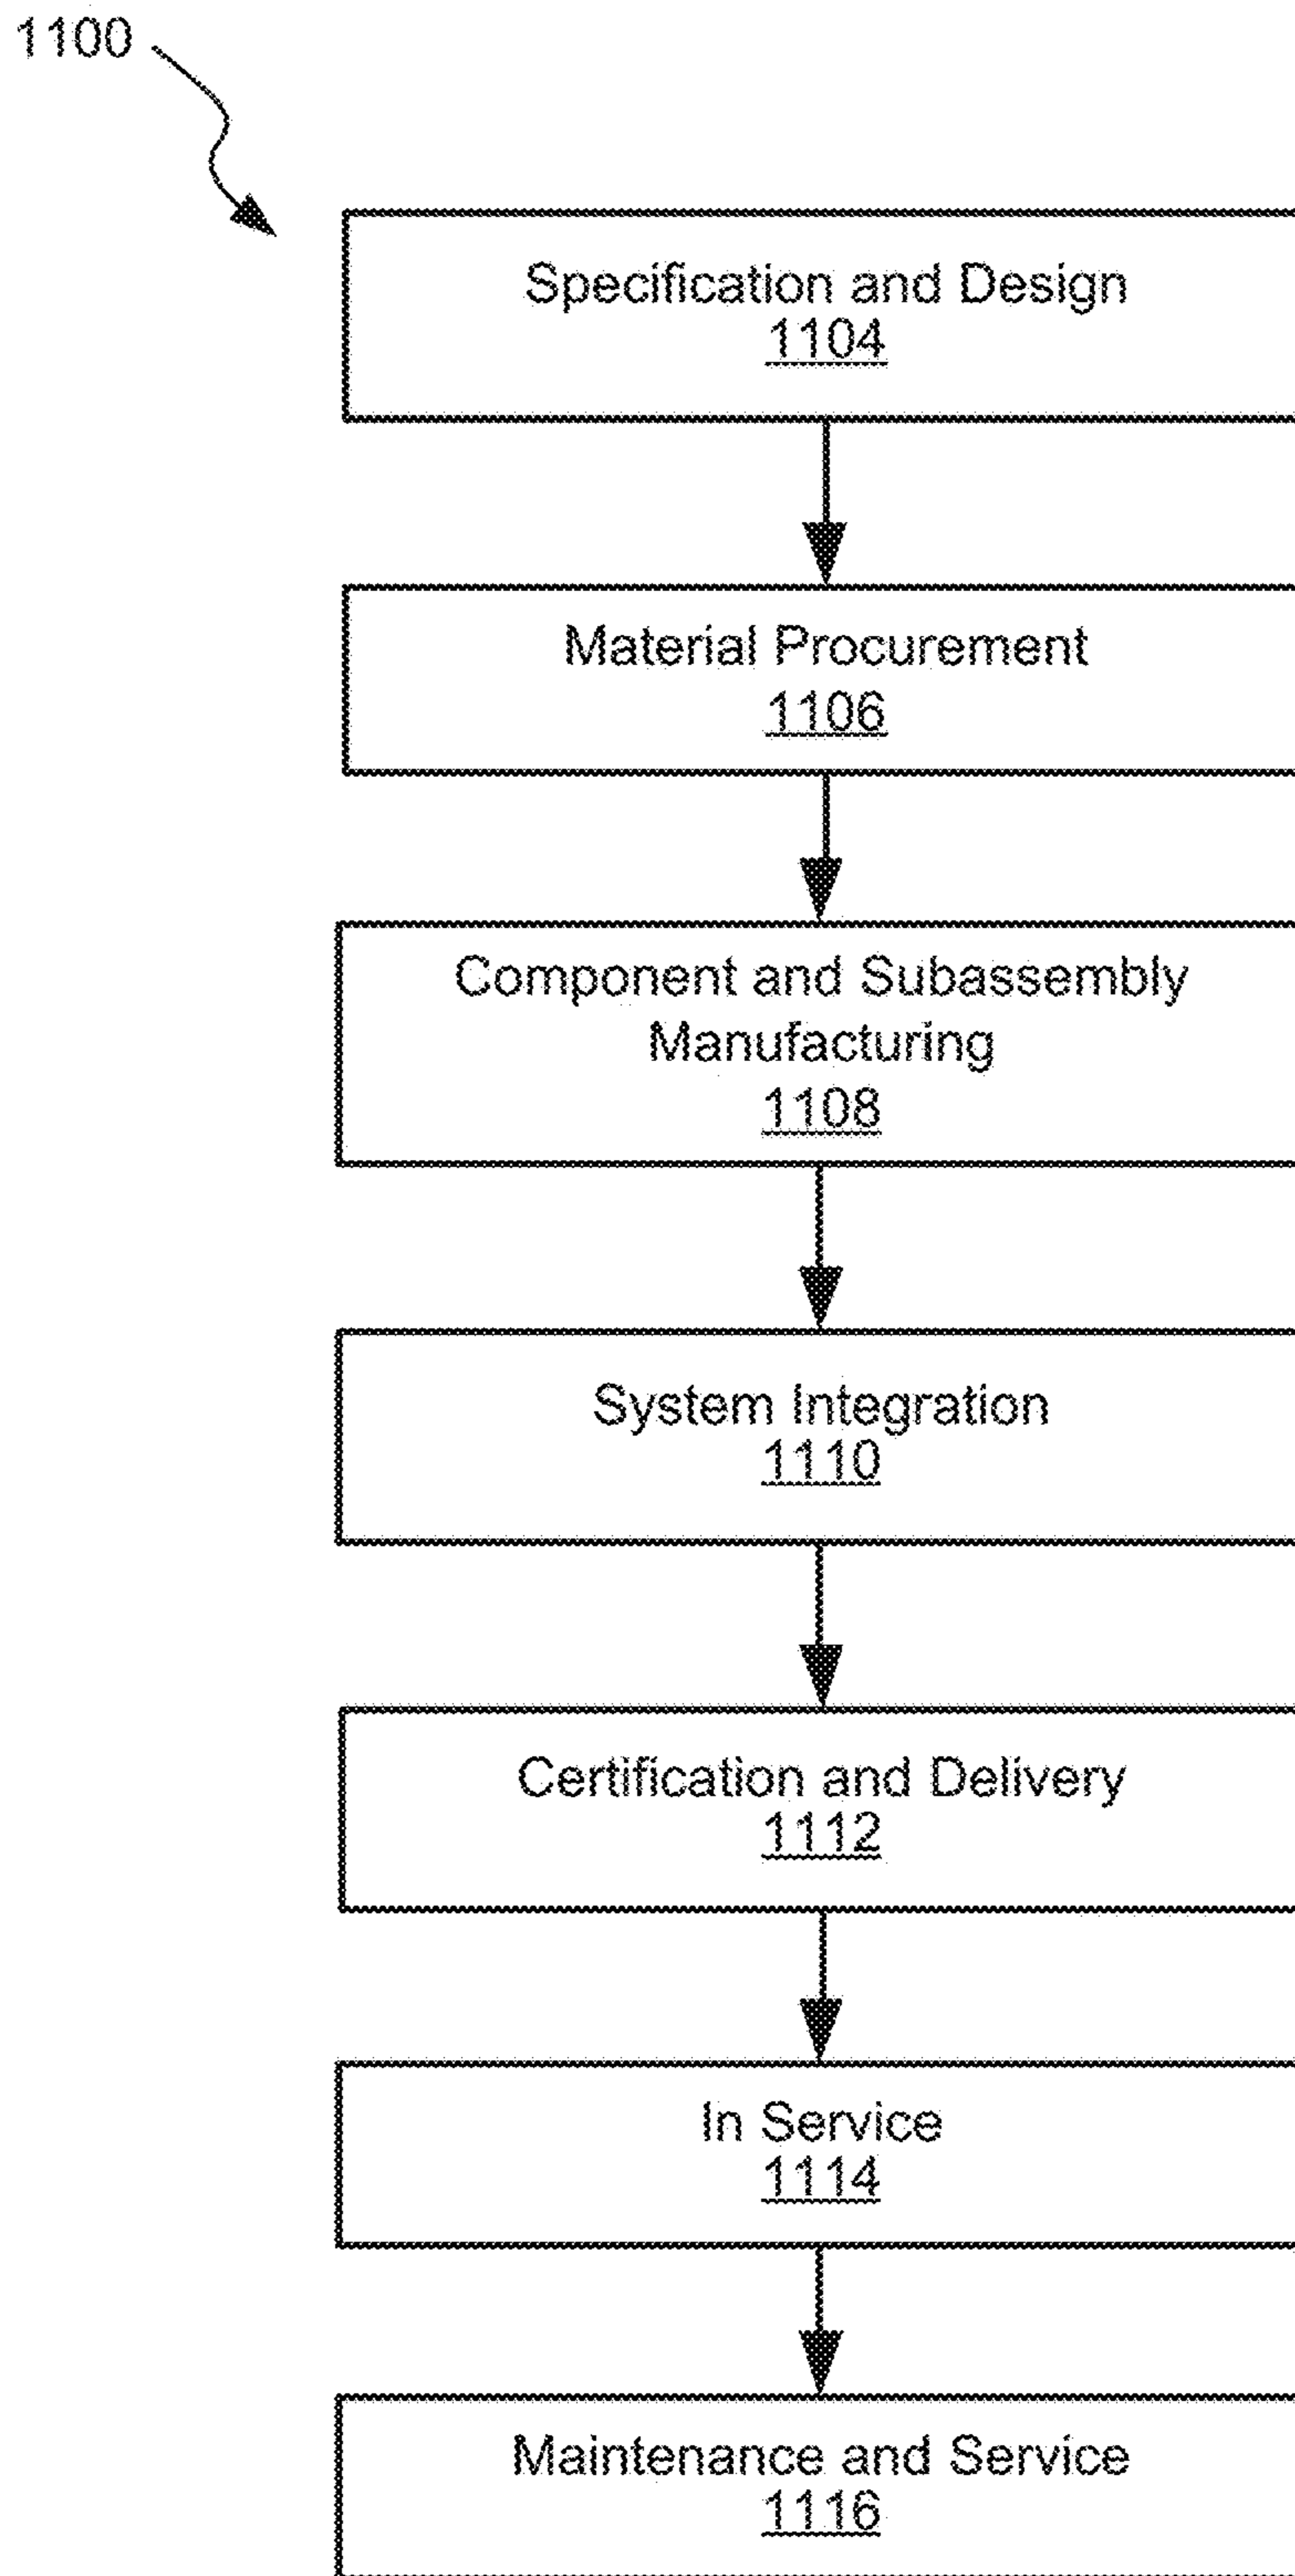 1100
Specification and Design
1104
Material Procurement
1106
Component and Subassembly
Manufacturing
1108
System Integration
1110
Certification and Delivery
1112
In Service
1114
Maintenance and Service
1116